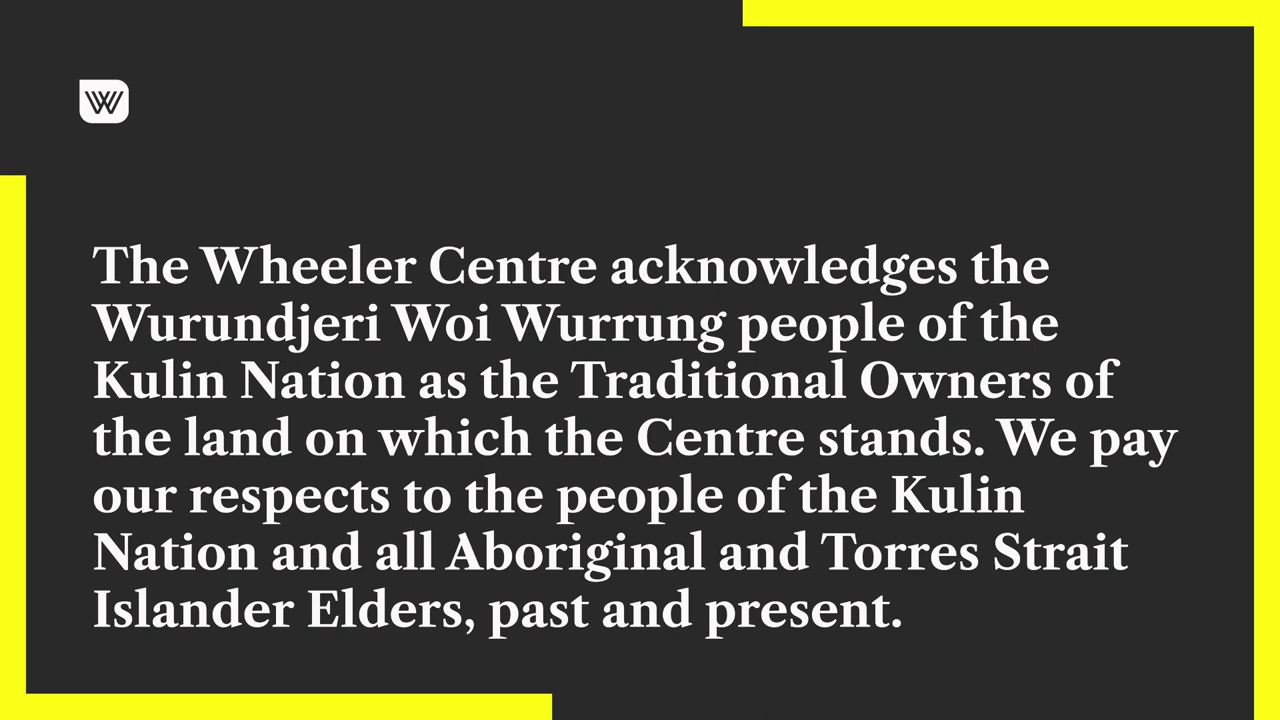 W
The Wheeler Centre acknowledges the
Wurundjeri Woi Wurrung people of the
Kulin Nation as the Traditional Owners of
the land on which the Centre stands. We pay
our respects to the people of the Kulin
Nation and all Aboriginal and Torres Strait
Islander Elders, past and present.